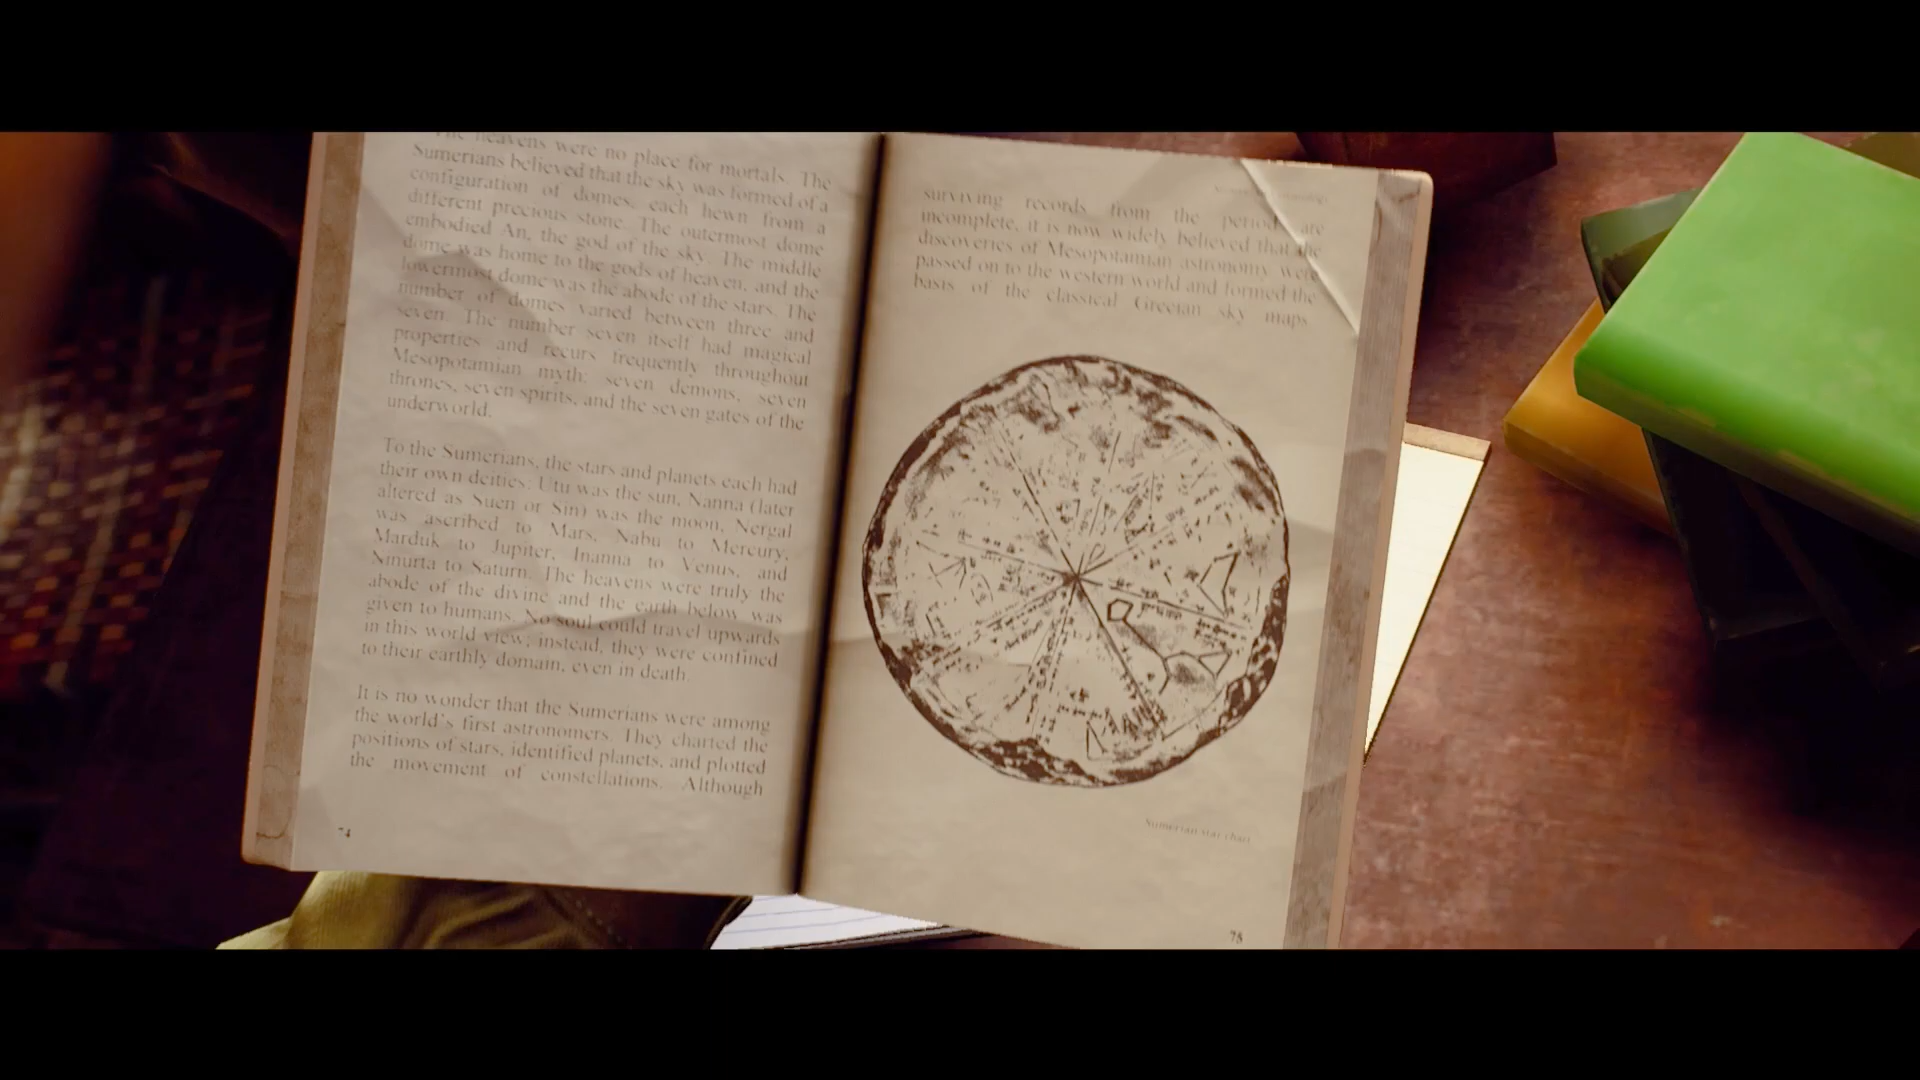 The heavens were no place for mortals. The
Sumerians believed that the sky was formed of a
configuration of domes, each hewn from a
different precious stone. The outermost dome
embodied An, the god of the sky. The middle
dome was home to the gods of heaven, and the
lowermost dome was the abode of the stars. The
number of domes varied between three and
seven. The number seven itself had magical
properties and recurs frequently throughout
Mesopotamian myth: seven demons, seven
thrones, seven spirits, and the seven gates of the
underworld.
To the Sumerians, the stars and planets each had
their own deities: Utu was the sun, Nanna (later
altered as Suen or Sin) was the moon, Nergal
was ascribed to Mars, Nabu to Mercury,
Marduk to Jupiter, Inanna to Venus, and
Ninurta to Saturn. The heavens were truly the
abode of the divine and the earth below was
given to humans. No soul could travel upwards
in this world view; instead, they were confined
to their earthly domain, even in death.
It is no wonder that the Sumerians were among
the world's first astronomers. They charted the
positions of stars, identified planets, and plotted
the movement of constellations. Although
74
surviving records from the period are
incomplete, it is now widely believed that the
discoveries of Mesopotamian astronomy were
passed on to the western world and formed the
basis of the classical Grecian sky maps
Sumerian star chart
75